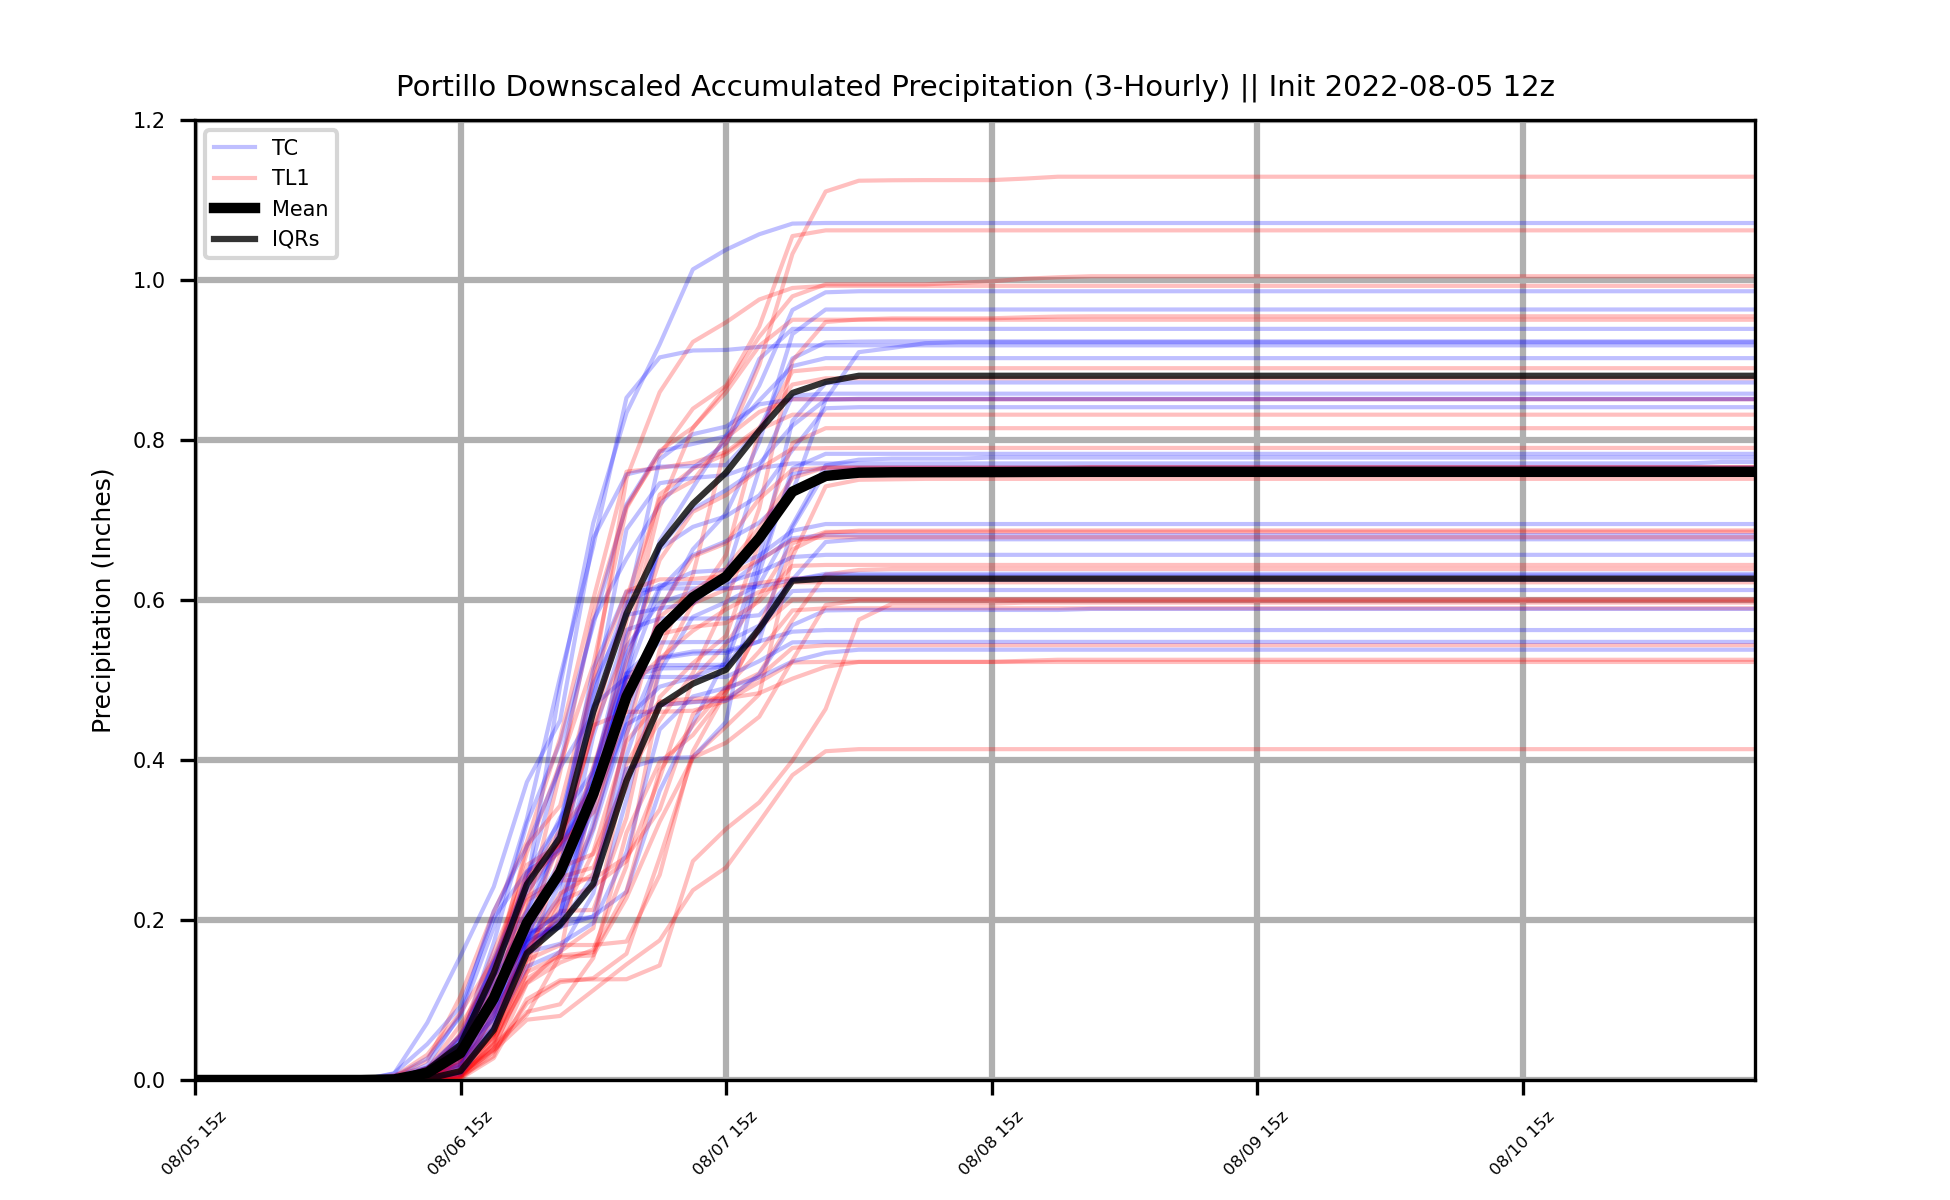 Portillo Downscaled Accumulated Precipitation (3-Hourly) || Init 2022-08-05 12z
TC
TL1
Mean
IQRs
Precipitation (Inches)
1.2
1.0
0.8
0.6
0.4
0.2
0.0
08/05 15z
08/06 15z
08/07 15z
08/08 15z
08/09 15z
08/10 15z